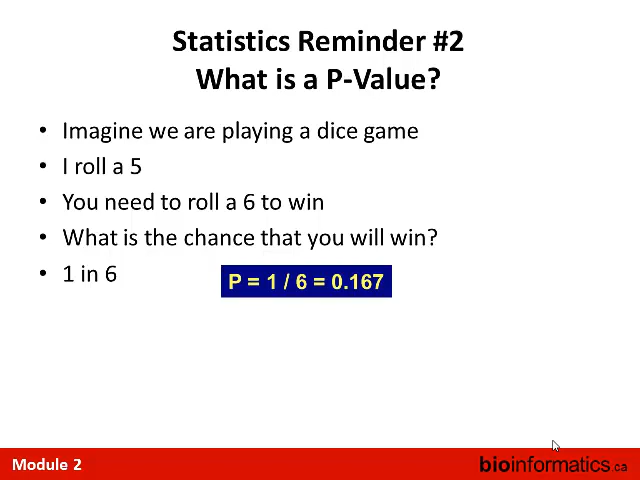 Statistics Reminder #2
What is a P-Value?
• Imagine we are playing a dice game
• I roll a 5
• You need to roll a 6 to win
• What is the chance that you will win?
• 1 in 6
P = 1 / 6 = 0.167
Module 2
bioinformatics.ca